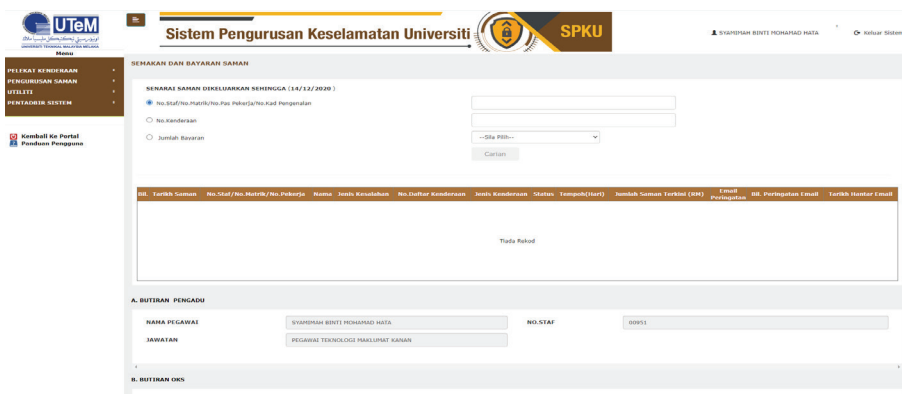 UTeM
UNIVERSITI TEKNIKAL MALAYSIA MELAKA
Sistem Pengurusan Keselamatan Universiti
SPKU
SYAMIMAH BINTI MOHAMAD HATA
Keluar Sistem
Menu
PELEKAT KENDERAAN
PENGURUSAN SAMAN
UTILITI
PENTADBIR SISTEM
Kembali Ke Portal
Panduan Pengguna
SEMAKAN DAN BAYARAN SAMAN
SENARAI SAMAN DIKELUARKAN SEHINGGA (14/12/2020 )
No.Staf/No.Matrik/No.Pas Pekerja/No.Kad Pengenalan
No.Kenderaan
Jumlah Bayaran
--Sila Pilih--
Carian
Bil. Tarikh Saman No.Staf/No.Matrik/No.Pekerja Nama Jenis Kesalahan No.Daftar Kenderaan Jenis Kenderaan Status Tempoh(Hari) Jumlah Saman Terkini (RM) Email Peringatan Bil. Peringatan Email Tarikh Hantar Email
Tiada Rekod
A. BUTIRAN PENGADU
NAMA PEGAWAI SYAMIMAH BINTI MOHAMAD HATA NO.STAF 00951
JAWATAN PEGAWAI TEKNOLOGI MAKLUMAT KANAN
B. BUTIRAN OKS